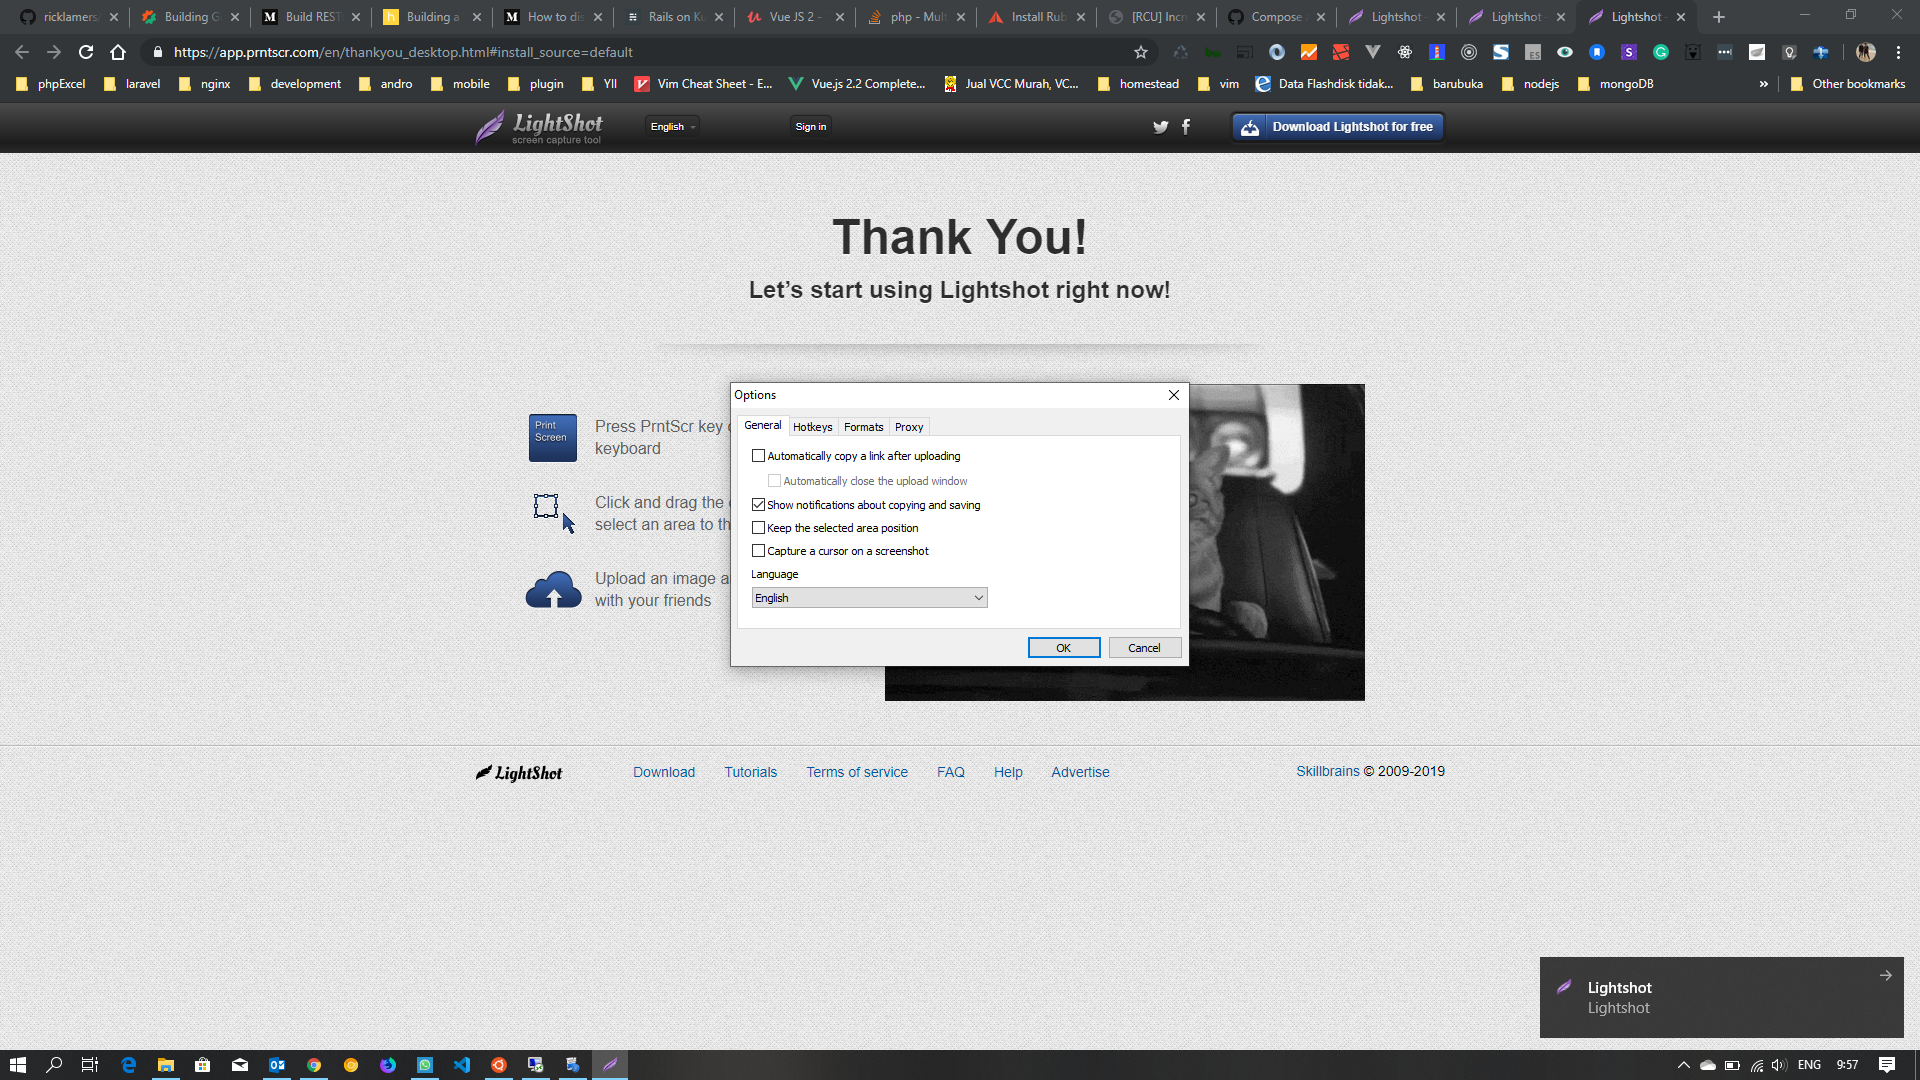 ricklamers
Building G
Build REST
Building a
How to dis
Rails on Ku
Vue JS 2 -
php - Mult
Install Rub
[RCU] Incr
Compose
Lightshot
Lightshot
Lightshot
https://app.prntscr.com/en/thankyou_desktop.html#install_source=default
phpExcel
laravel
nginx
development
andro
mobile
plugin
YII
Vim Cheat Sheet - E...
Vue.js 2.2 Complete...
Jual VCC Murah, VC...
homestead
vim
Data Flashdisk tidak...
barubuka
nodejs
mongoDB
»
Other bookmarks
LightShot
screen capture tool
English
Sign in
Download Lightshot for free
Thank You!
Let’s start using Lightshot right now!
Print
Screen
Press PrntScr key
keyboard
Click and drag the
select an area to th
Upload an image a
with your friends
Options
General
Hotkeys
Formats
Proxy
Automatically copy a link after uploading
Automatically close the upload window
Show notifications about copying and saving
Keep the selected area position
Capture a cursor on a screenshot
Language
English
OK
Cancel
LightShot
Download
Tutorials
Terms of service
FAQ
Help
Advertise
Skillbrains © 2009-2019
Lightshot
Lightshot
ENG
9:57